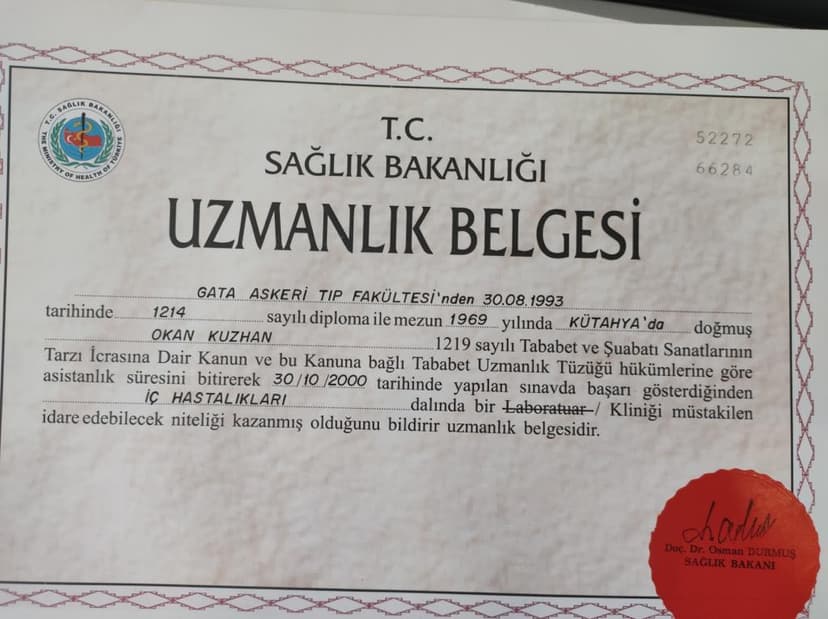 T.C. SAĞLIK BAKANLIĞI
THE MINISTRY OF HEALTH OF TÜRKİYE
T.C.
52272
SAĞLIK BAKANLIĞI
66284
UZMANLIK BELGESİ
GATA ASKERİ TIP FAKÜLTESİ'nden 30.08.1993
tarihinde 1214 sayılı diploma ile mezun 1969 yılında KÜTAHYA'da doğmuş
OKAN KUZHAN 1219 sayılı Tababet ve Şuabatı Sanatlarının
Tarzı İcrasına Dair Kanun ve bu Kanuna bağlı Tababet Uzmanlık Tüzüğü hükümlerine göre
asistanlık süresini bitirerek 30/10/2000 tarihinde yapılan sınavda başarı gösterdiğinden
İÇ HASTALIKLARI dalında bir Laboratuar / Kliniği müstakilen
idare edebilecek niteliği kazanmış olduğunu bildirir uzmanlık belgesidir.
Doç. Dr. Osman DURMUŞ
SAĞLIK BAKANI